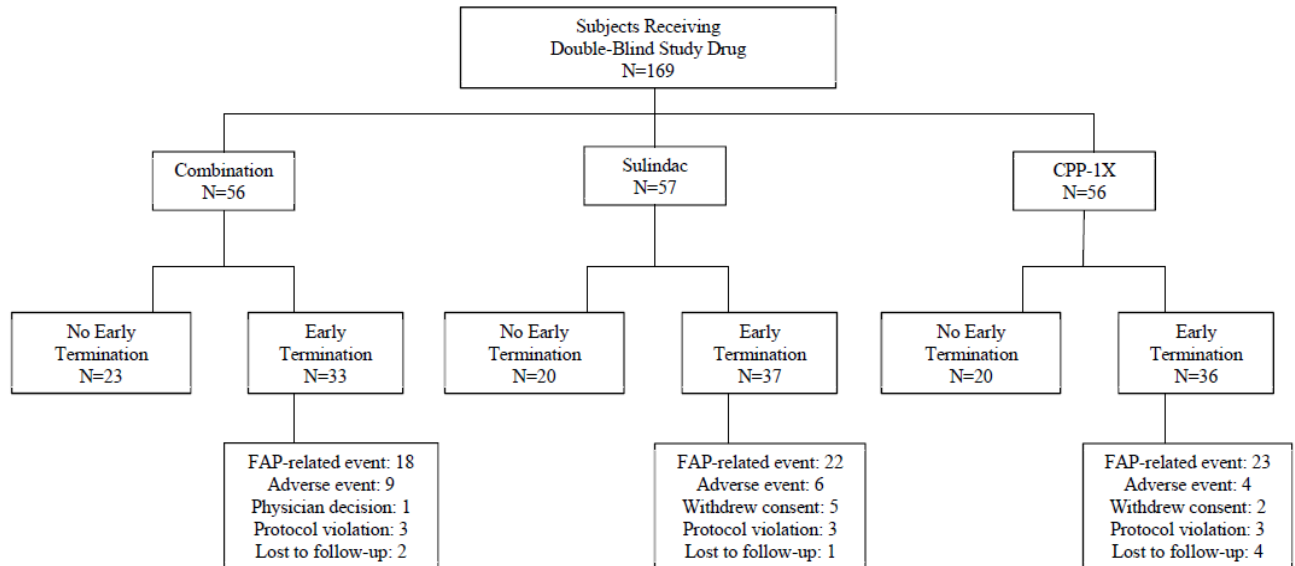 Subjects Receiving
Double-Blind Study Drug
N=169
Combination
N=56
Sulindac
N=57
CPP-1X
N=56
No Early
Termination
N=23
Early
Termination
N=33
No Early
Termination
N=20
Early
Termination
N=37
No Early
Termination
N=20
Early
Termination
N=36
FAP-related event: 18
Adverse event: 9
Physician decision: 1
Protocol violation: 3
Lost to follow-up: 2
FAP-related event: 22
Adverse event: 6
Withdrew consent: 5
Protocol violation: 3
Lost to follow-up: 1
FAP-related event: 23
Adverse event: 4
Withdrew consent: 2
Protocol violation: 3
Lost to follow-up: 4